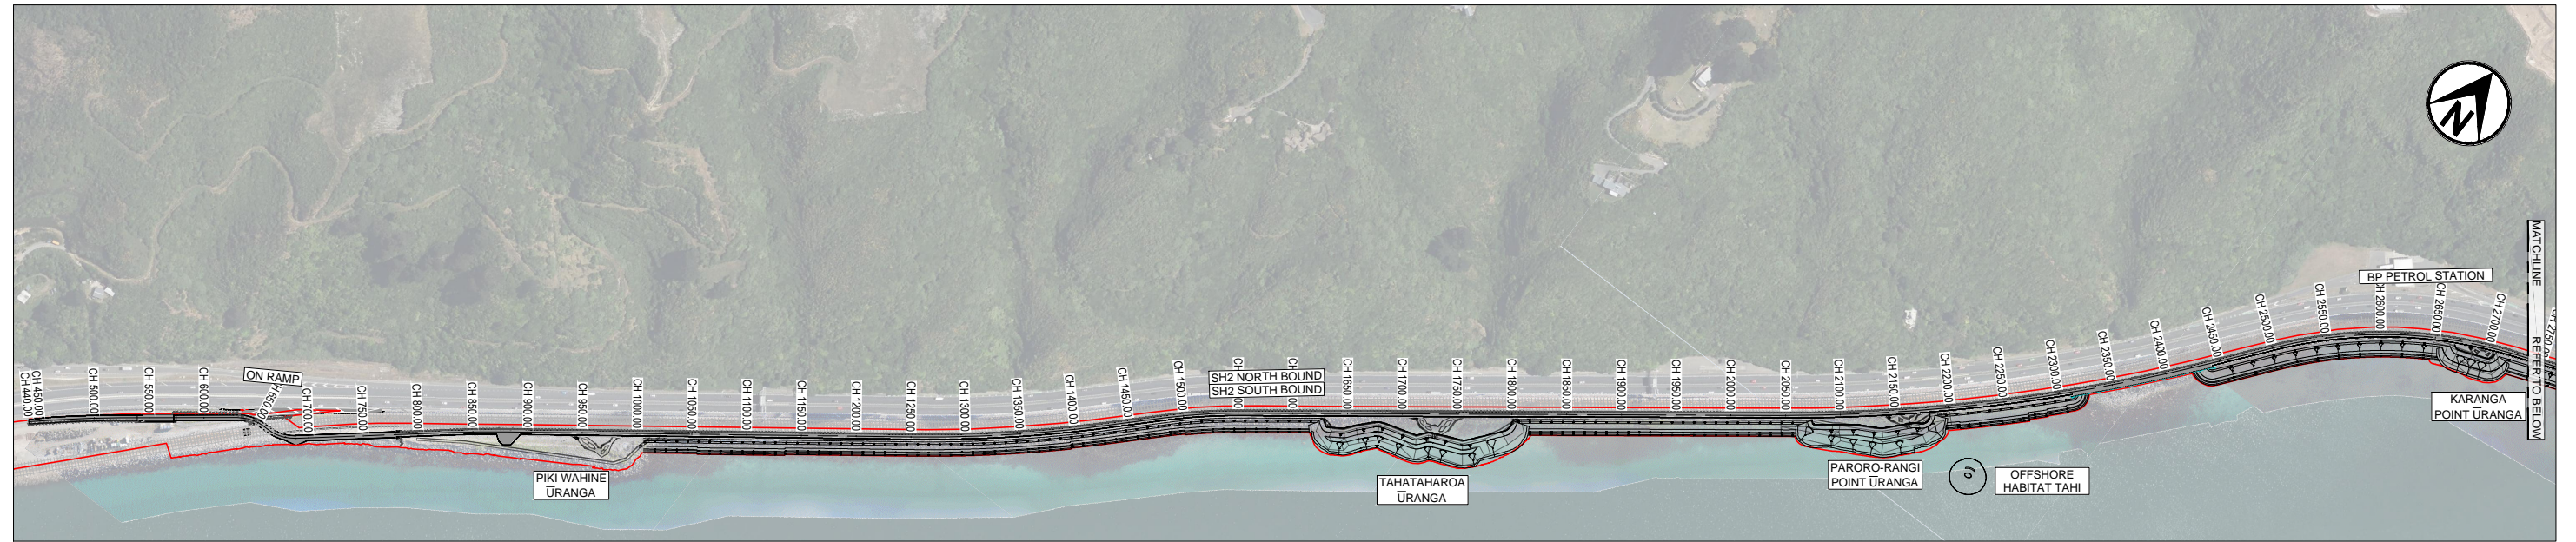 N
MATCHLINE REFER TO BELOW
BP PETROL STATION
CH 440.00
CH 450.00
CH 500.00
CH 550.00
CH 600.00
CH 650.00
CH 700.00
CH 750.00
CH 800.00
CH 850.00
CH 900.00
CH 950.00
CH 1000.00
CH 1050.00
CH 1100.00
CH 1150.00
CH 1200.00
CH 1250.00
CH 1300.00
CH 1350.00
CH 1400.00
CH 1450.00
CH 1500.00
CH 1650.00
CH 1700.00
CH 1750.00
CH 1800.00
CH 1850.00
CH 1900.00
CH 1950.00
CH 2000.00
CH 2050.00
CH 2100.00
CH 2150.00
CH 2200.00
CH 2250.00
CH 2300.00
CH 2350.00
CH 2400.00
CH 2450.00
CH 2500.00
CH 2550.00
CH 2600.00
CH 2650.00
CH 2700.00
ON RAMP
SH2 NORTH BOUND
SH2 SOUTH BOUND
PIKI WAHINE
ŪRANGA
TAHATAHAROA
ŪRANGA
PARORO-RANGI
POINT ŪRANGA
OFFSHORE
HABITAT TAHI
KARANGA
POINT ŪRANGA